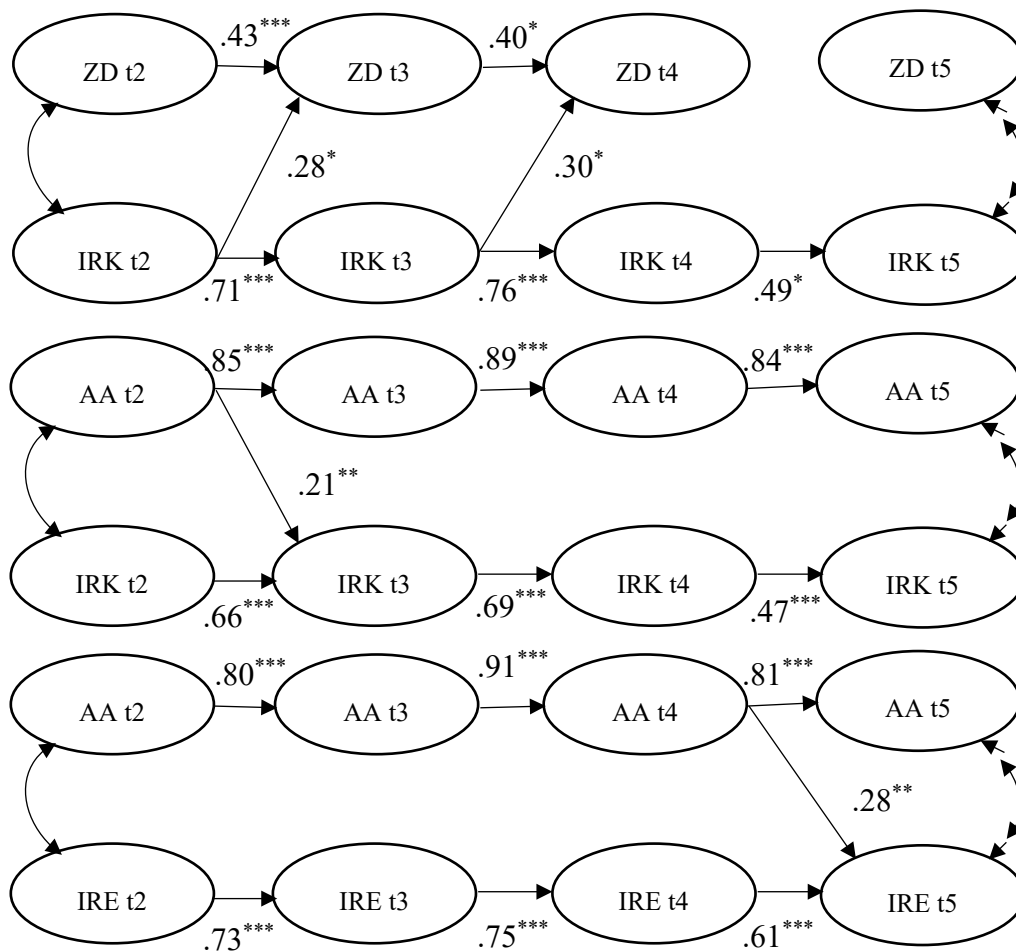 .43*** .40*
ZD t2 ZD t3 ZD t4 ZD t5
.28* .30*
IRK t2 IRK t3 IRK t4 IRK t5
.71*** .76*** .49*
.85*** .89*** .84***
AA t2 AA t3 AA t4 AA t5
.21**
IRK t2 IRK t3 IRK t4 IRK t5
.66*** .69*** .47***
.80*** .91*** .81***
AA t2 AA t3 AA t4 AA t5
.28**
IRE t2 IRE t3 IRE t4 IRE t5
.73*** .75*** .61***